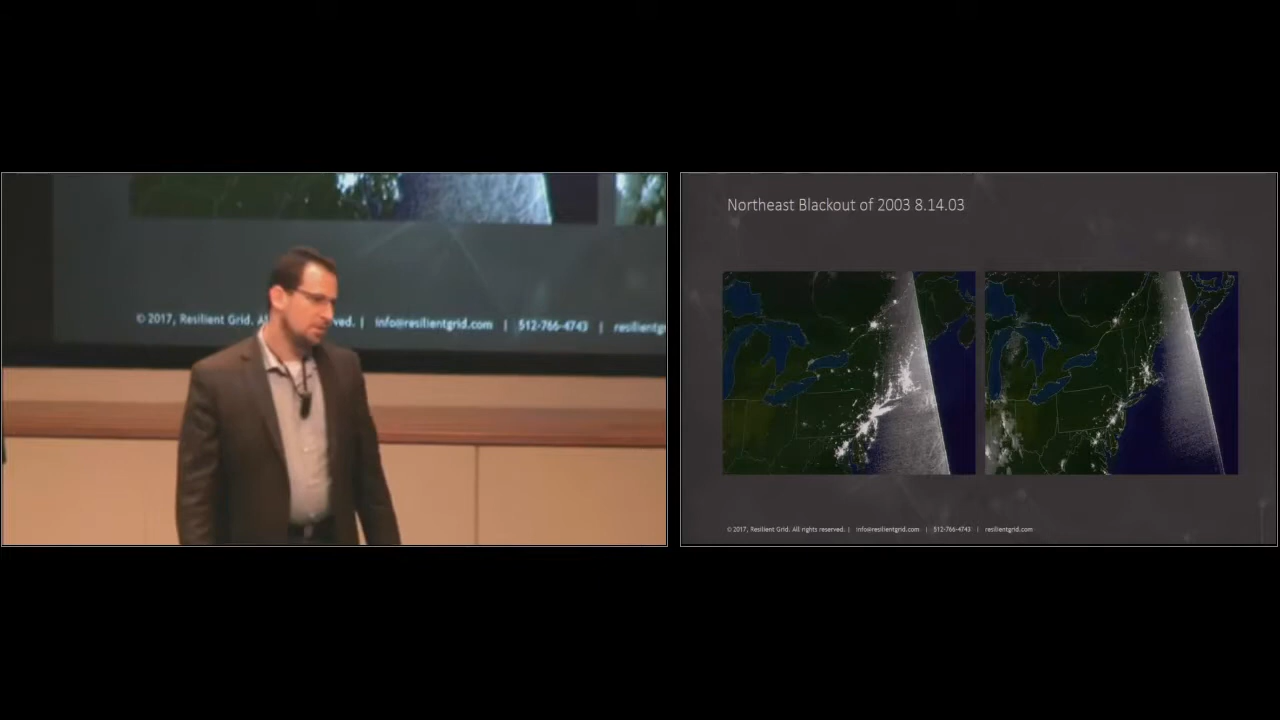 © 2017, Resilient Grid. Al ved. | info@resilientgrid.com | 512-766-4743 | resilientgr
Northeast Blackout of 2003 8.14.03
© 2017, Resilient Grid. All rights reserved. | info@resilientgrid.com | 512-766-4743 | resilientgrid.com